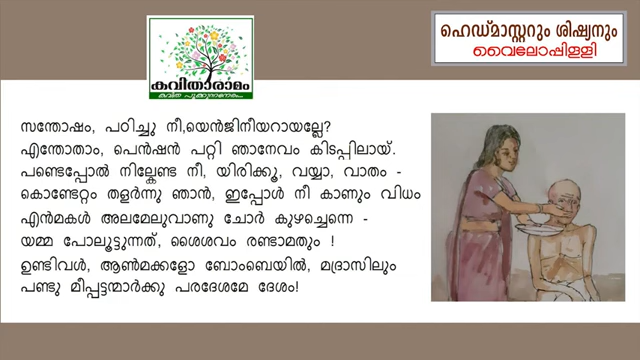 കവിതാരാമം
കവിത പൂക്കുന്നിടം...
ഹെഡ്മാസ്റ്ററും ശിഷ്യനും
വൈലോപ്പിള്ളി
സന്തോഷം, പഠിച്ചു നീ,യെൻജിനീയറായല്ലേ?
എന്തോതാം, പെൻഷൻ പറ്റി ഞാനേവം കിടപ്പിലായ്.
പണ്ടെപ്പോൽ നില്ക്കേണ്ട നീ, യിരിക്കൂ, വയ്യാ, വാതം -
കൊണ്ടേറ്റം തളർന്നു ഞാൻ, ഇപ്പോൾ നീ കാണും വിധം
എൻമകൾ അലമേലുവാണു ചോർ കുഴച്ചെന്നെ -
യമ്മ പോലൂട്ടുന്നത്, ശൈശവം രണ്ടാമതും !
ഉണ്ടിവൾ, ആൺമക്കളോ ബോംബെയിൽ, മദ്രാസിലും
പണ്ടു മീപ്പട്ടന്മാർക്കു പരദേശമേ ദേശം!